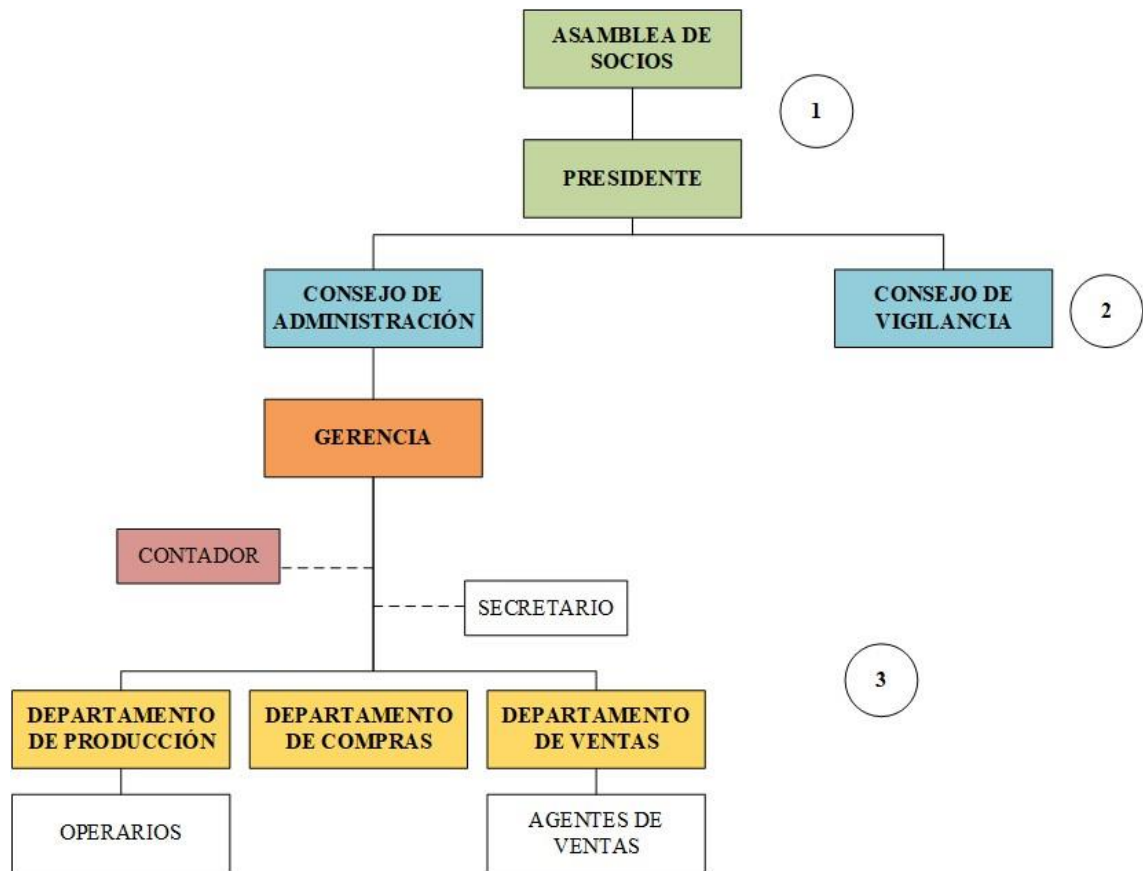 ASAMBLEA DE
SOCIOS
1
PRESIDENTE
CONSEJO DE
ADMINISTRACIÓN
CONSEJO DE
VIGILANCIA
2
GERENCIA
CONTADOR
SECRETARIO
3
DEPARTAMENTO
DE PRODUCCIÓN
DEPARTAMENTO
DE COMPRAS
DEPARTAMENTO
DE VENTAS
OPERARIOS
AGENTES DE
VENTAS